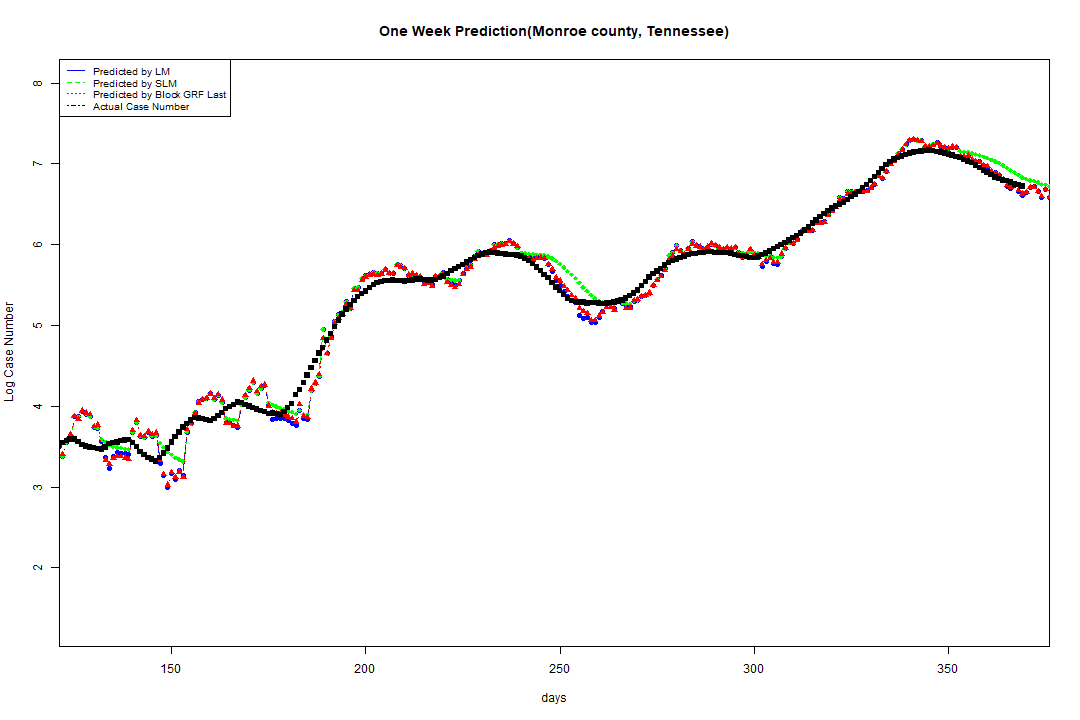 One Week Prediction(Monroe county, Tennessee)
Predicted by LM
Predicted by SLM
Predicted by Block GRF Last
Actual Case Number
8
7
6
5
4
3
2
Log Case Number
150 200 250 300 350
days